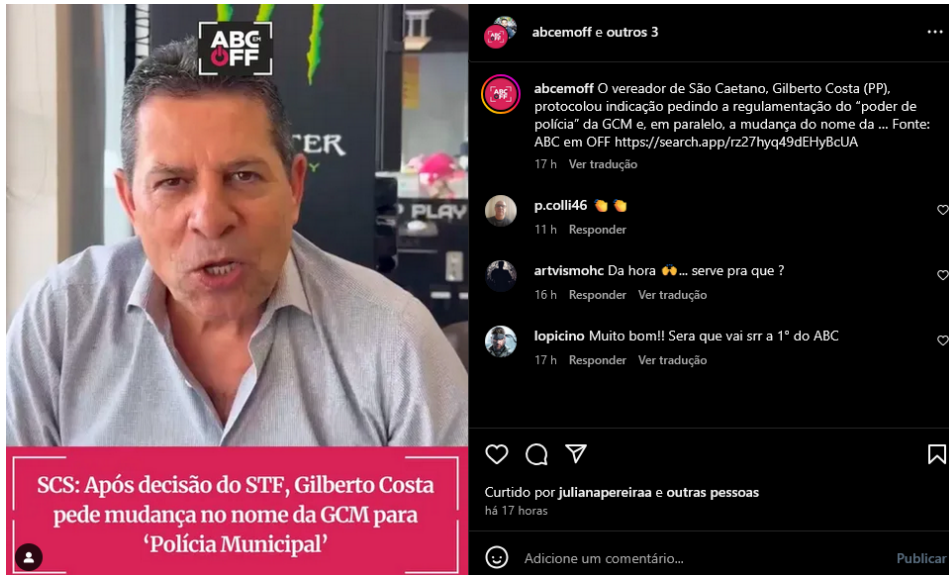 ABC EM
OFF
TER
Y
PLAY
SCS: Após decisão do STF, Gilberto Costa
pede mudança no nome da GCM para
‘Polícia Municipal’
abcemoff e outros 3
abcemoff O vereador de São Caetano, Gilberto Costa (PP),
protocolou indicação pedindo a regulamentação do “poder de
polícia” da GCM e, em paralelo, a mudança do nome da ... Fonte:
ABC em OFF https://search.app/rz27hyq49dEHyBcUA
17 h Ver tradução
p.colli46 👏 👏
11 h Responder
artvismohc Da hora 🙌... serve pra que ?
16 h Responder Ver tradução
lopicino Muito bom!! Sera que vai srr a 1° do ABC
17 h Responder Ver tradução
Curtido por julianapereiraa e outras pessoas
há 17 horas
Adicione um comentário...
Publicar